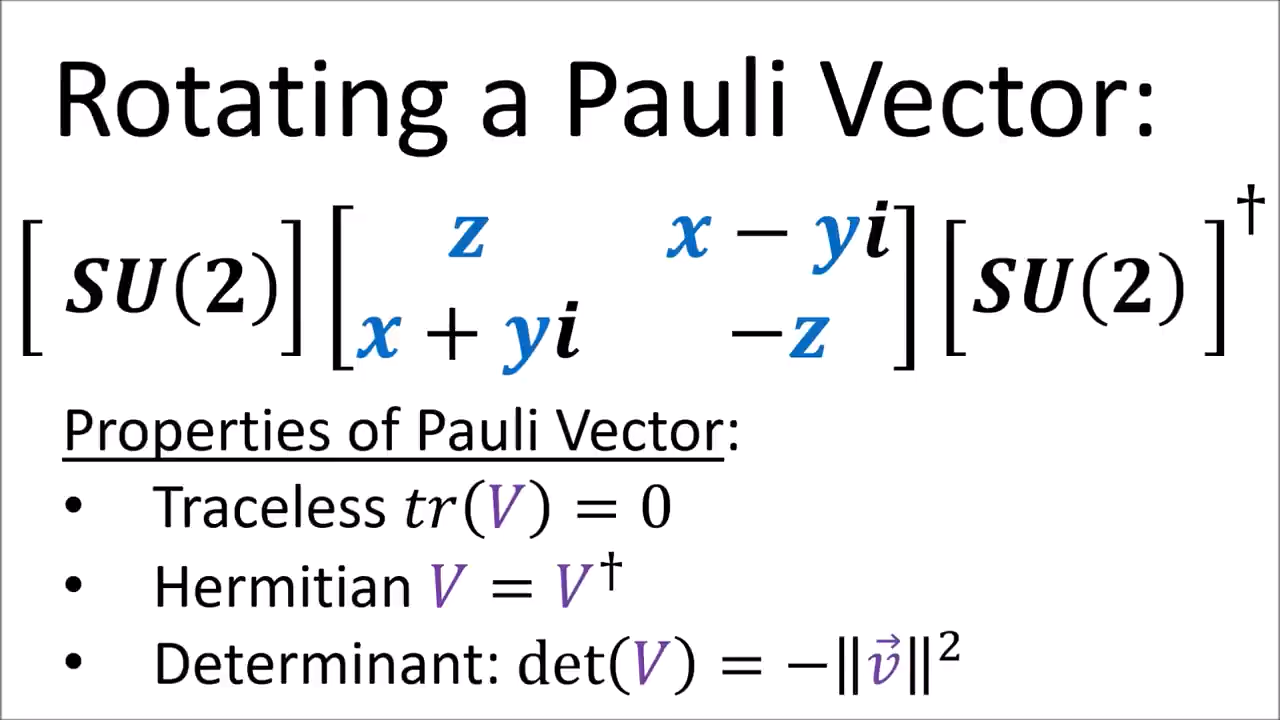 Rotating a Pauli Vector:
[ SU(2) ] [ z x − yi ] [ SU(2) ]†
[ x + yi −z ]
Properties of Pauli Vector:
• Traceless tr(V) = 0
• Hermitian V = V†
• Determinant: det(V) = −‖v⃗‖²